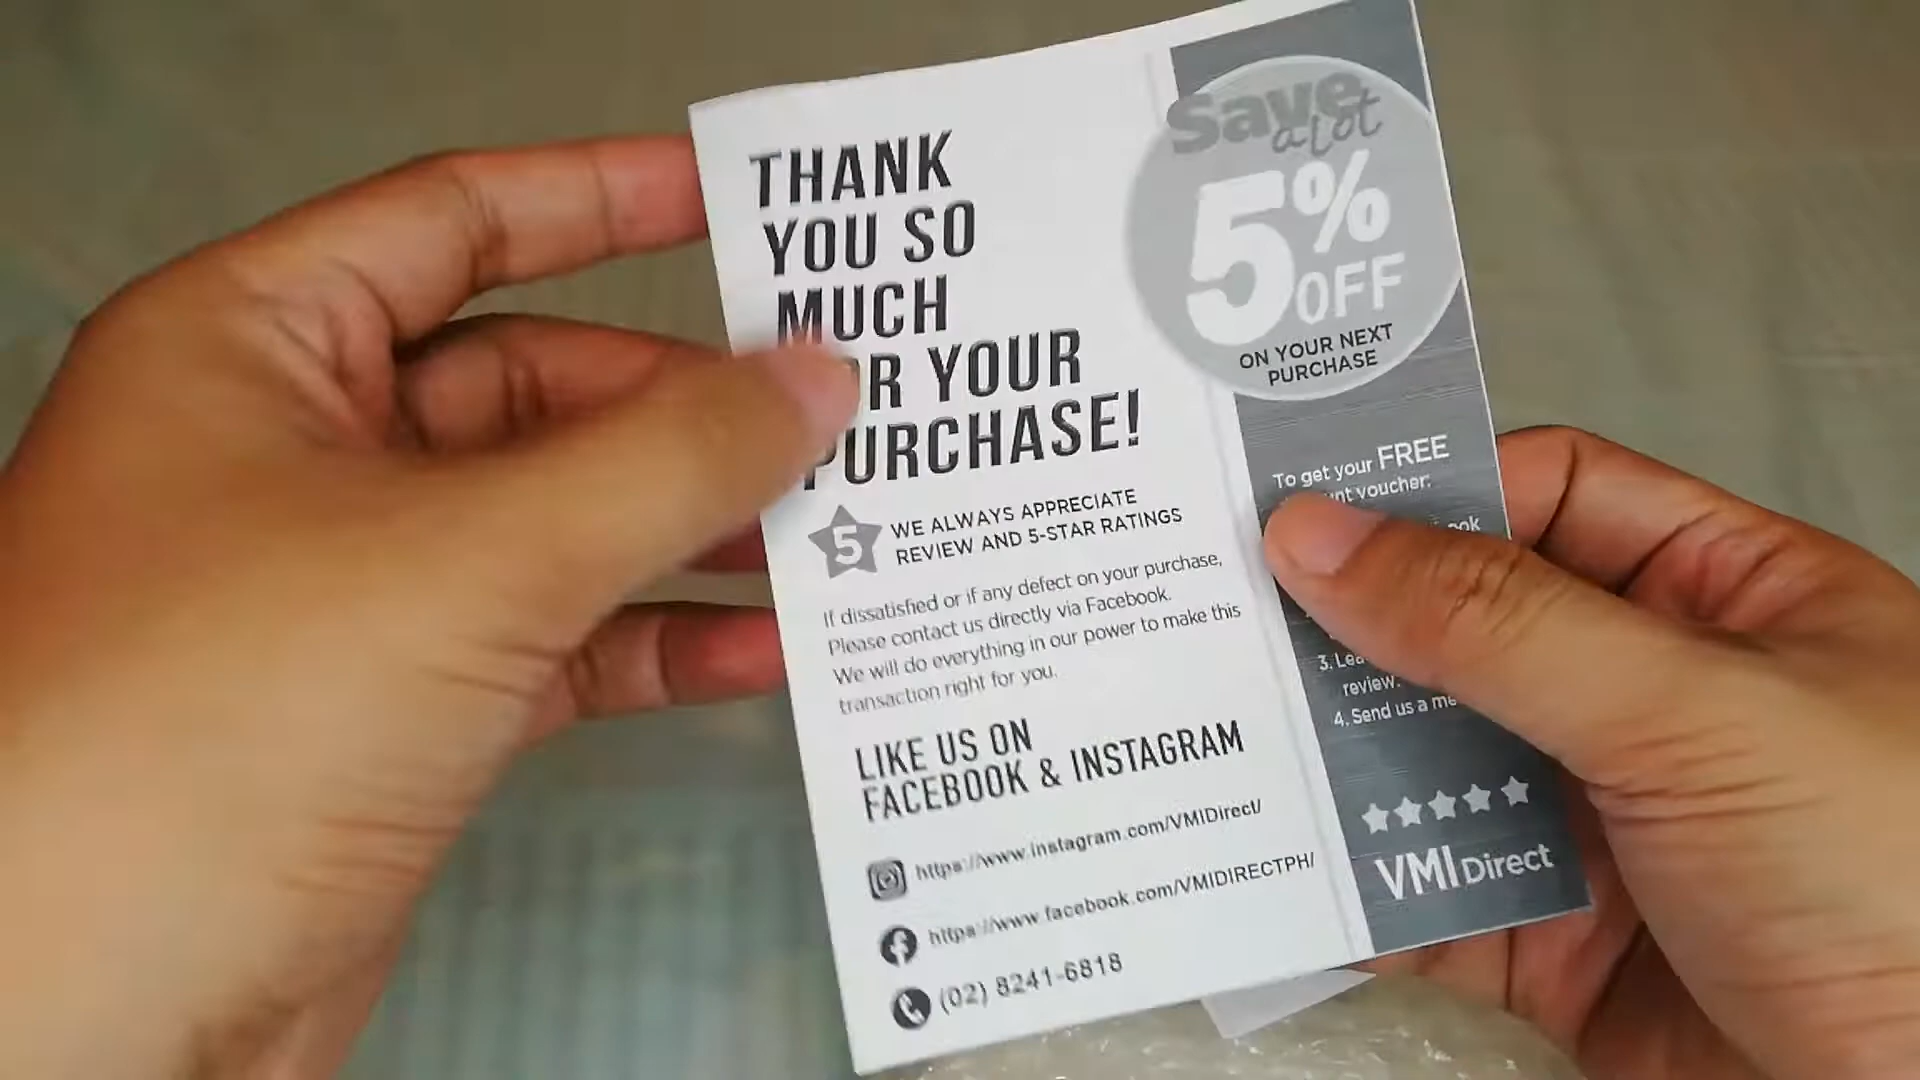 THANK
YOU SO
MUCH
FOR YOUR
PURCHASE!
5
WE ALWAYS APPRECIATE
REVIEW AND 5-STAR RATINGS
If dissatisfied or if any defect on your purchase,
Please contact us directly via Facebook.
We will do everything in our power to make this
transaction right for you.
LIKE US ON
FACEBOOK & INSTAGRAM
https://www.instagram.com/VMIDirect/
https://www.facebook.com/VMIDIRECTPH/
(02) 8241-6818
Save
a lot
5%
OFF
ON YOUR NEXT
PURCHASE
To get your FREE
voucher:
3.
review.
4. Send us a
VMI Direct